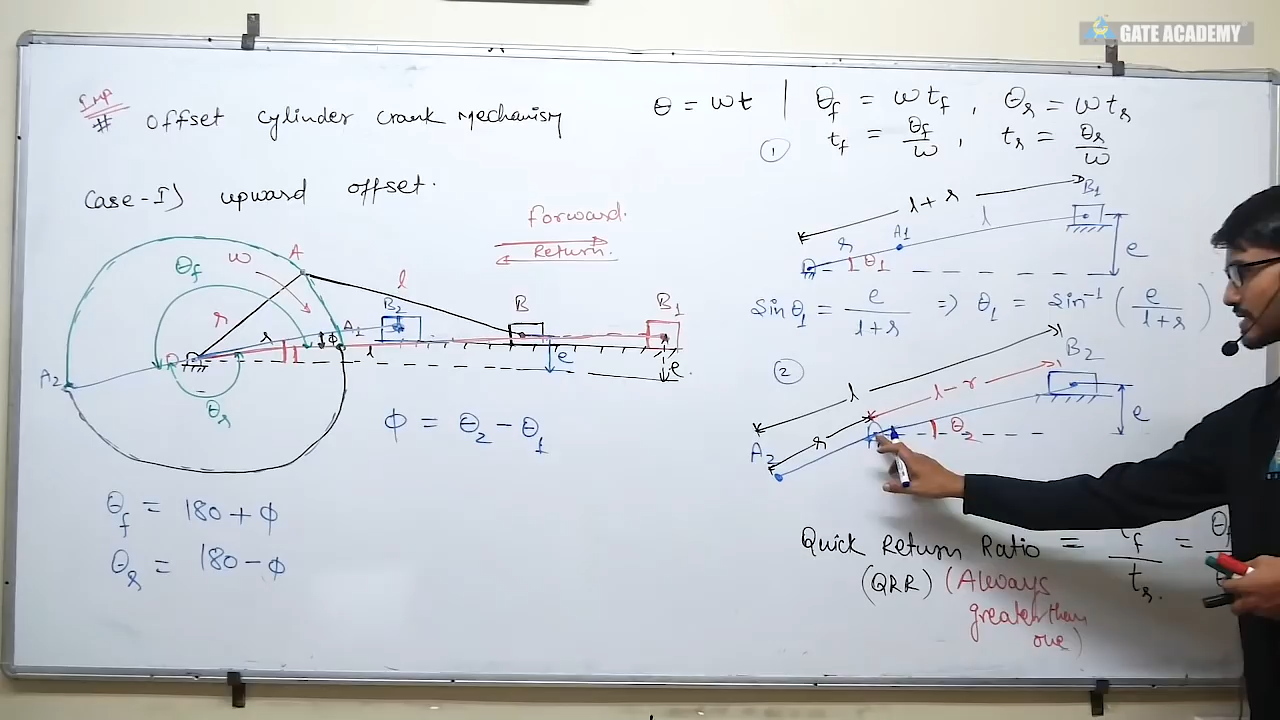 GATE ACADEMY
Imp
# offset cylinder crank Mechanism
Case-I) upward offset.
forward.
Return.
θf
ω
A
r
l
B2
B
B1
r
A1
ϕ
l
e
e
A2
θr
ϕ = θ2 - θ1
θf = 180 + ϕ
θr = 180 - ϕ
θ = ωt | θf = ωtf , θr = ωtr
tf = θf/ω , tr = θr/ω
①
l + r
B1
l
A1
r
θ1
e
Sinθ1 = e/(l+r) => θ1 = sin⁻¹(e/(l+r))
②
B2
l
l - r
e
θ2
r
A2
Quick Return Ratio = tf/tr. =
(QRR) (Always
greater than
one)